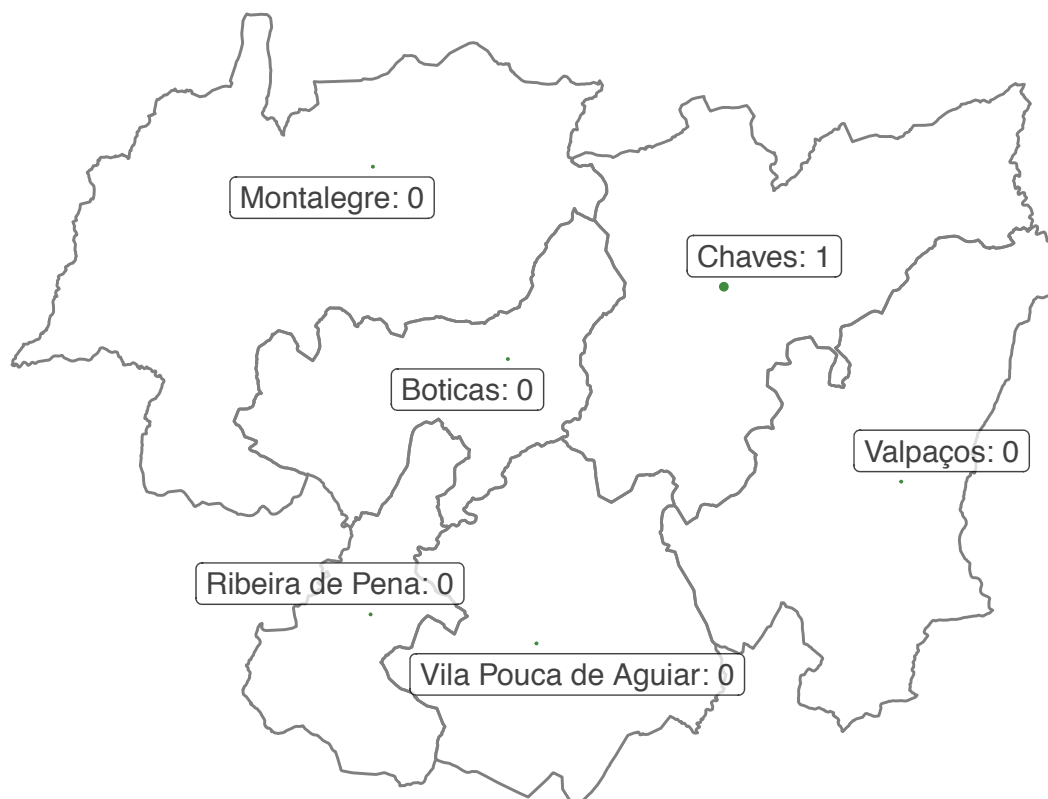 Montalegre: 0
Chaves: 1
Boticas: 0
Valpaços: 0
Ribeira de Pena: 0
Vila Pouca de Aguiar: 0